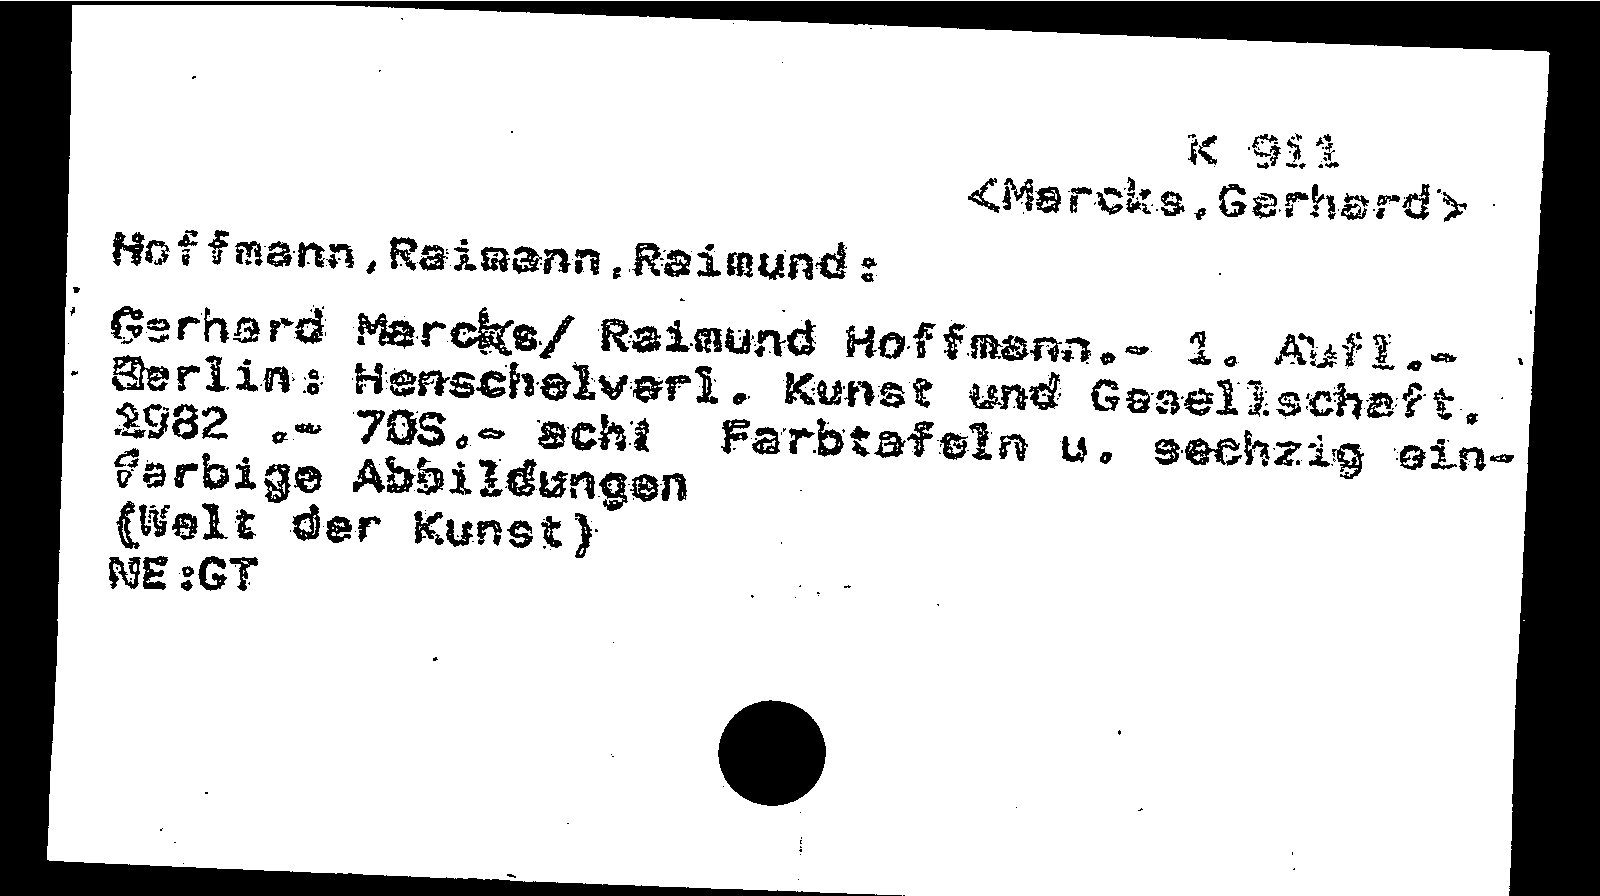 K 911
<Marcks,Gerhard>
Hoffmann,Raimann,Raimund:
Gerhard Marcks/ Raimund Hoffmann.- 1. Aufl.-
Berlin: Henschelverl. Kunst und Gesellschaft.
1982 .- 70S.- acht Farbtafeln u. sechzig ein-
farbige Abbildungen
(Welt der Kunst)
NE:GT